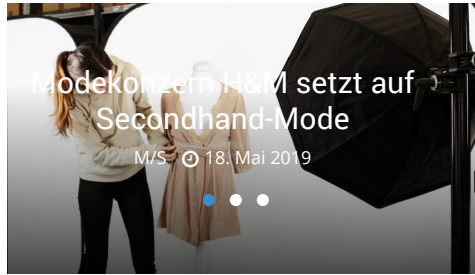 Modekonzern H&M setzt auf
Secondhand-Mode
M/S 18. Mai 2019